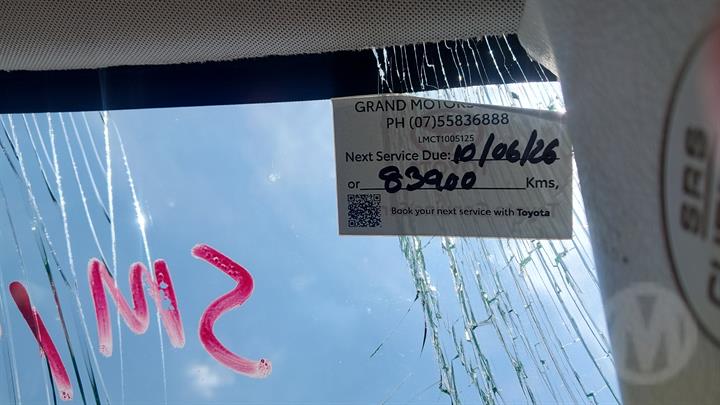 GRAND MOTORS
PH (07)55836888
LMCT1005125
Next Service Due: 10/06/26
or 83900 Kms,
Book your next service with Toyota
SRS